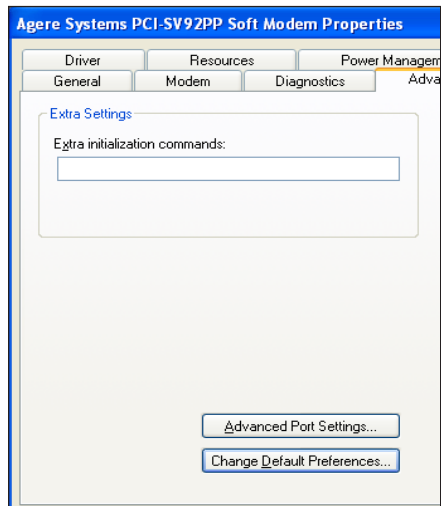 Agere Systems PCI-SV92PP Soft Modem Properties
Driver Resources Power Managem
General Modem Diagnostics Adva
Extra Settings
Extra initialization commands:
Advanced Port Settings...
Change Default Preferences...